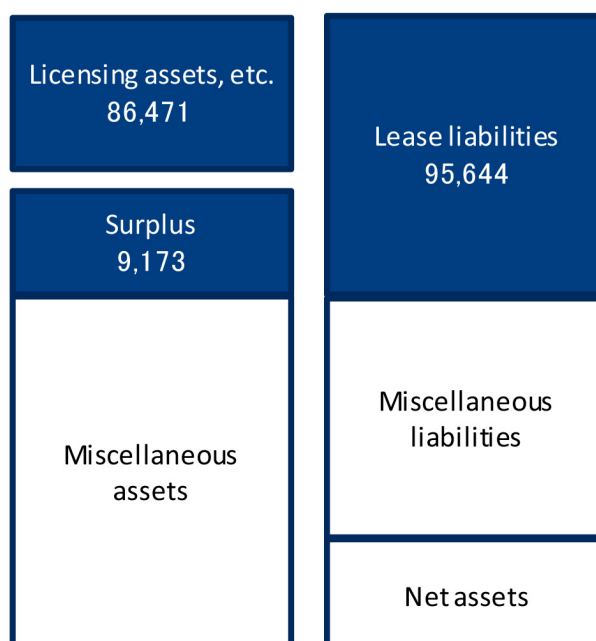 Licensing assets, etc.
86,471
Surplus
9,173
Miscellaneous
assets
Lease liabilities
95,644
Miscellaneous
liabilities
Net assets